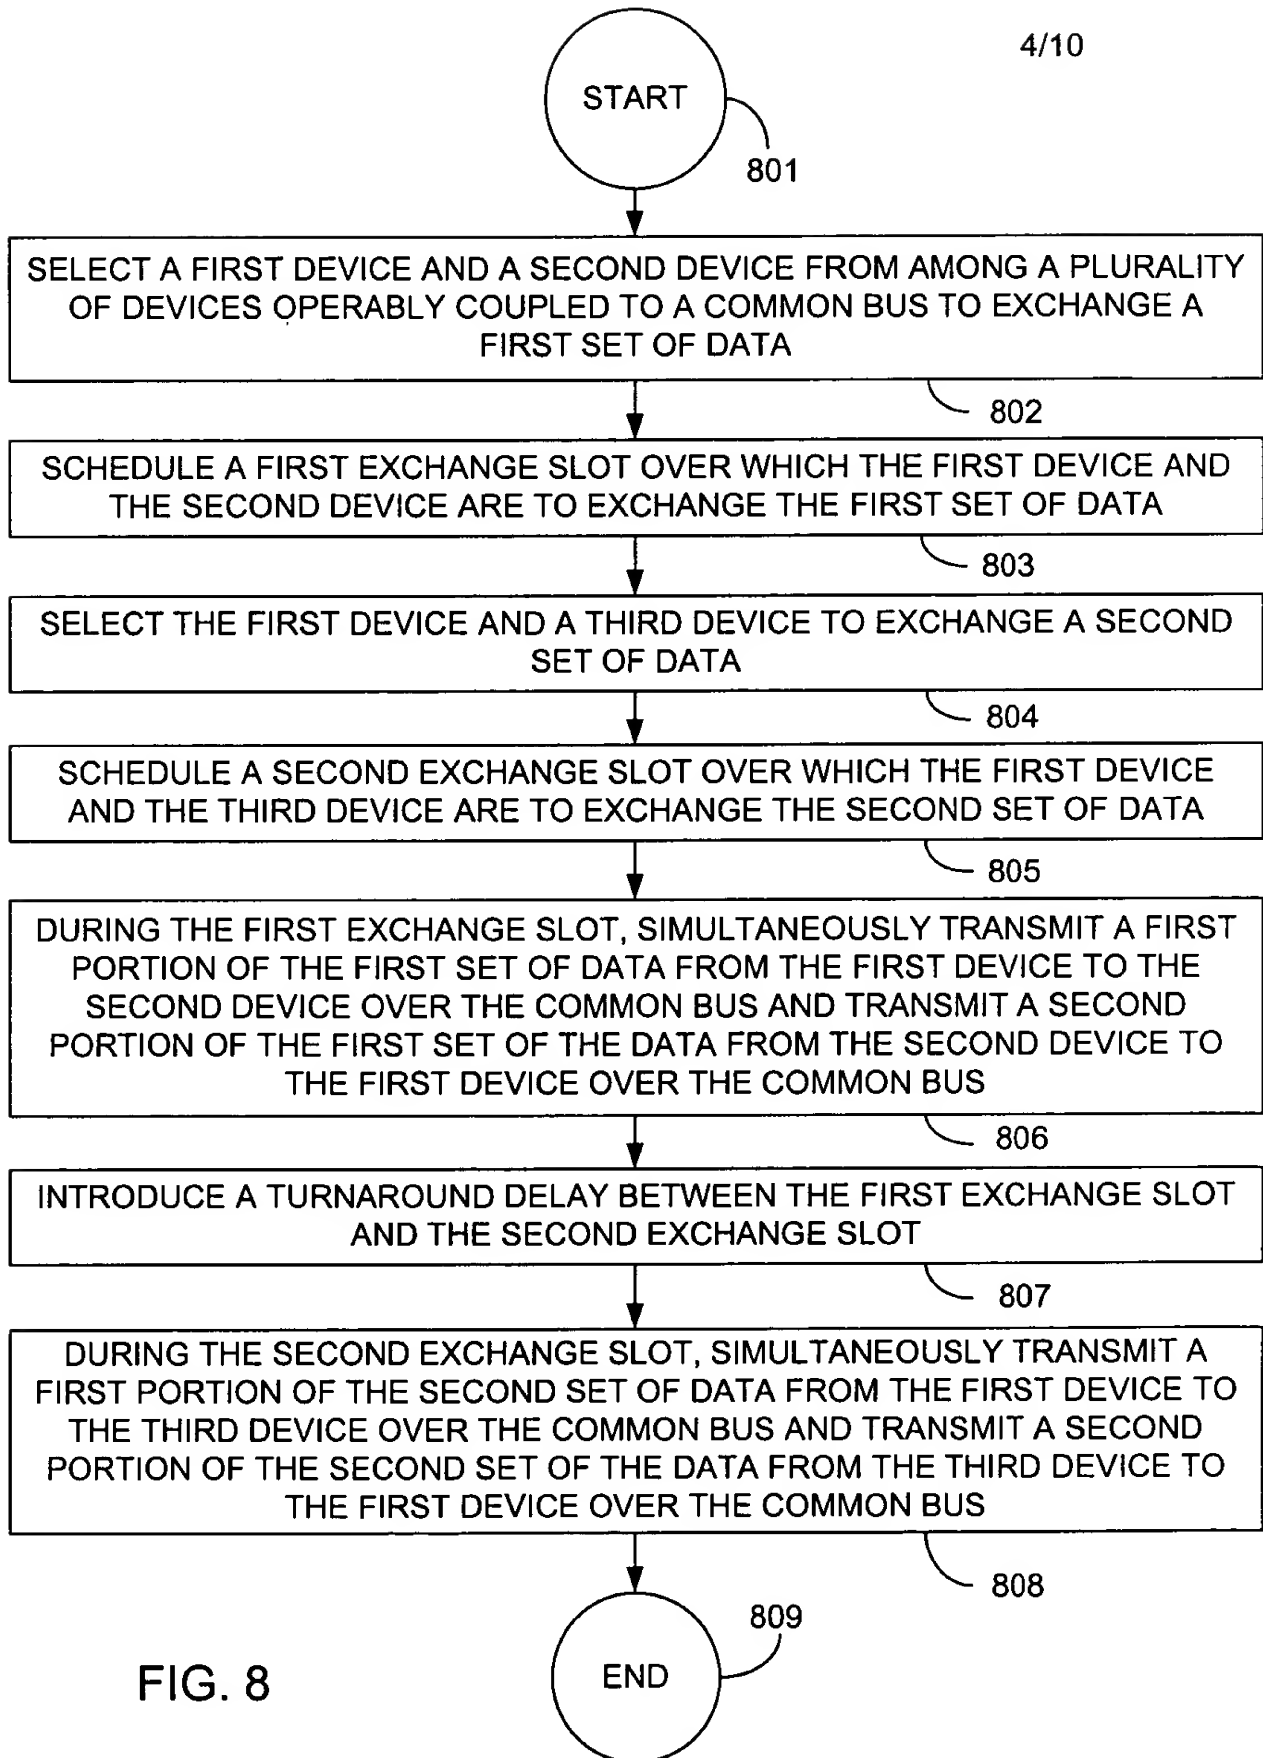 4/10
START
801
SELECT A FIRST DEVICE AND A SECOND DEVICE FROM AMONG A PLURALITY
OF DEVICES OPERABLY COUPLED TO A COMMON BUS TO EXCHANGE A
FIRST SET OF DATA
802
SCHEDULE A FIRST EXCHANGE SLOT OVER WHICH THE FIRST DEVICE AND
THE SECOND DEVICE ARE TO EXCHANGE THE FIRST SET OF DATA
803
SELECT THE FIRST DEVICE AND A THIRD DEVICE TO EXCHANGE A SECOND
SET OF DATA
804
SCHEDULE A SECOND EXCHANGE SLOT OVER WHICH THE FIRST DEVICE
AND THE THIRD DEVICE ARE TO EXCHANGE THE SECOND SET OF DATA
805
DURING THE FIRST EXCHANGE SLOT, SIMULTANEOUSLY TRANSMIT A FIRST
PORTION OF THE FIRST SET OF DATA FROM THE FIRST DEVICE TO THE
SECOND DEVICE OVER THE COMMON BUS AND TRANSMIT A SECOND
PORTION OF THE FIRST SET OF THE DATA FROM THE SECOND DEVICE TO
THE FIRST DEVICE OVER THE COMMON BUS
806
INTRODUCE A TURNAROUND DELAY BETWEEN THE FIRST EXCHANGE SLOT
AND THE SECOND EXCHANGE SLOT
807
DURING THE SECOND EXCHANGE SLOT, SIMULTANEOUSLY TRANSMIT A
FIRST PORTION OF THE SECOND SET OF DATA FROM THE FIRST DEVICE TO
THE THIRD DEVICE OVER THE COMMON BUS AND TRANSMIT A SECOND
PORTION OF THE SECOND SET OF THE DATA FROM THE THIRD DEVICE TO
THE FIRST DEVICE OVER THE COMMON BUS
808
809
END
FIG. 8